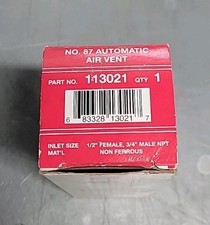 NO. 87 AUTOMATIC
AIR VENT
PART NO. 113021 QTY 1
6 83328 13021 7
INLET SIZE 1/2" FEMALE, 3/4" MALE NPT
MAT'L NON FERROUS